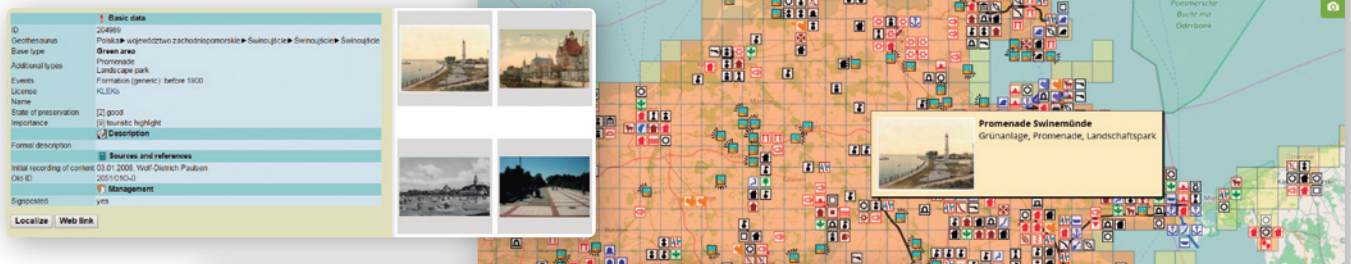 Basic data
ID 204989
Geothesaurus Polska▶ województwo zachodniopomorskie▶ Świnoujście▶ Świnoujście▶ Świnoujście
Base type Green area
Additional types Promenade
Landscape park
Events Formation (generic): before 1900
License KLEKs
Name
State of preservation [2] good
Importance [9] touristic highlight
Description
Formal description
Sources and references
Initial recording of content 03.01.2008, Wolf-Dietrich Paulsen
Old ID
Management
Signposted yes
Localize Web link
Promenade Swinemünde
Grünanlage, Promenade, Landschaftspark
Pommersche
Bucht mit
Oderbank